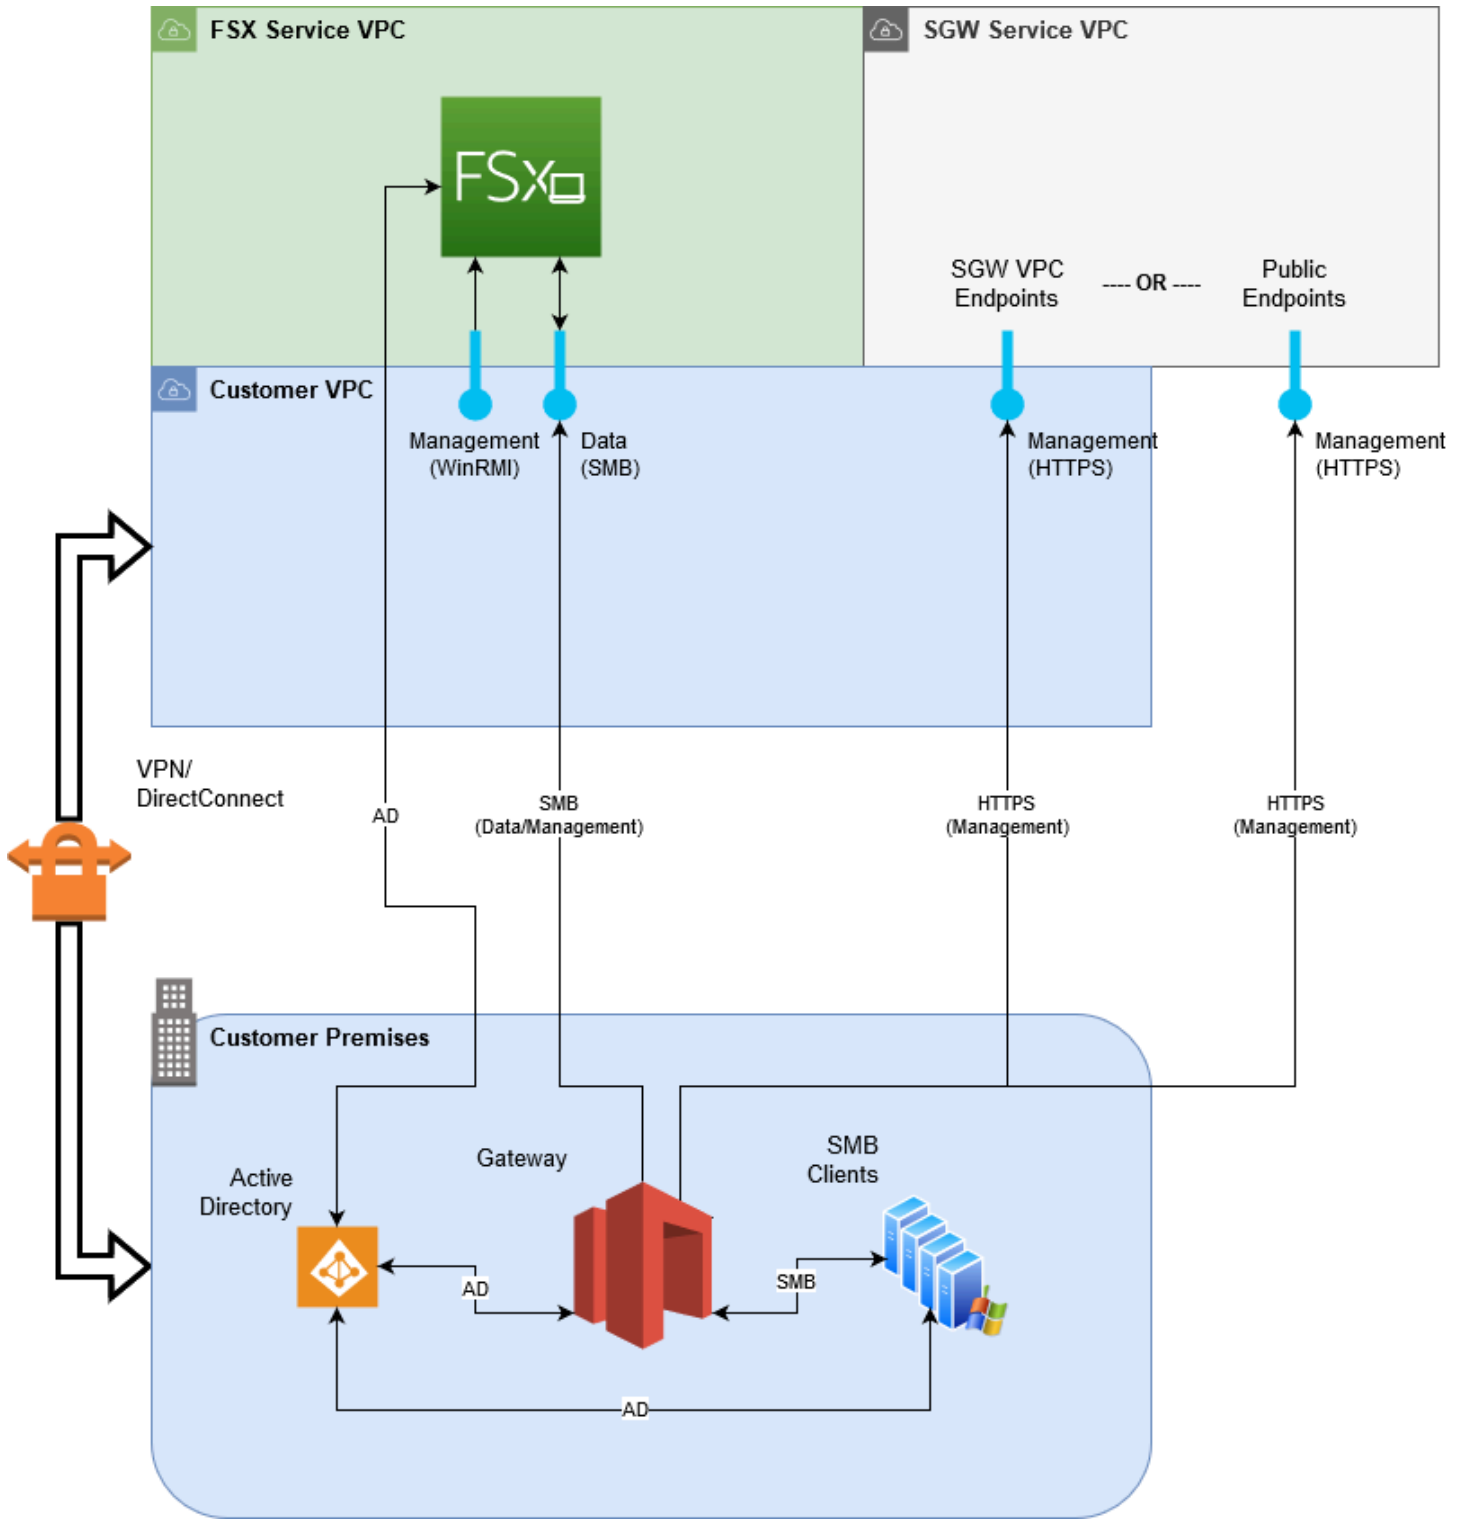 FSX Service VPC
SGW Service VPC
FSx
SGW VPC
Endpoints
---- OR ----
Public
Endpoints
Customer VPC
Management
(WinRMI)
Data
(SMB)
Management
(HTTPS)
Management
(HTTPS)
VPN/
DirectConnect
AD
SMB
(Data/Management)
HTTPS
(Management)
HTTPS
(Management)
Customer Premises
Active
Directory
Gateway
SMB
Clients
AD
SMB
AD